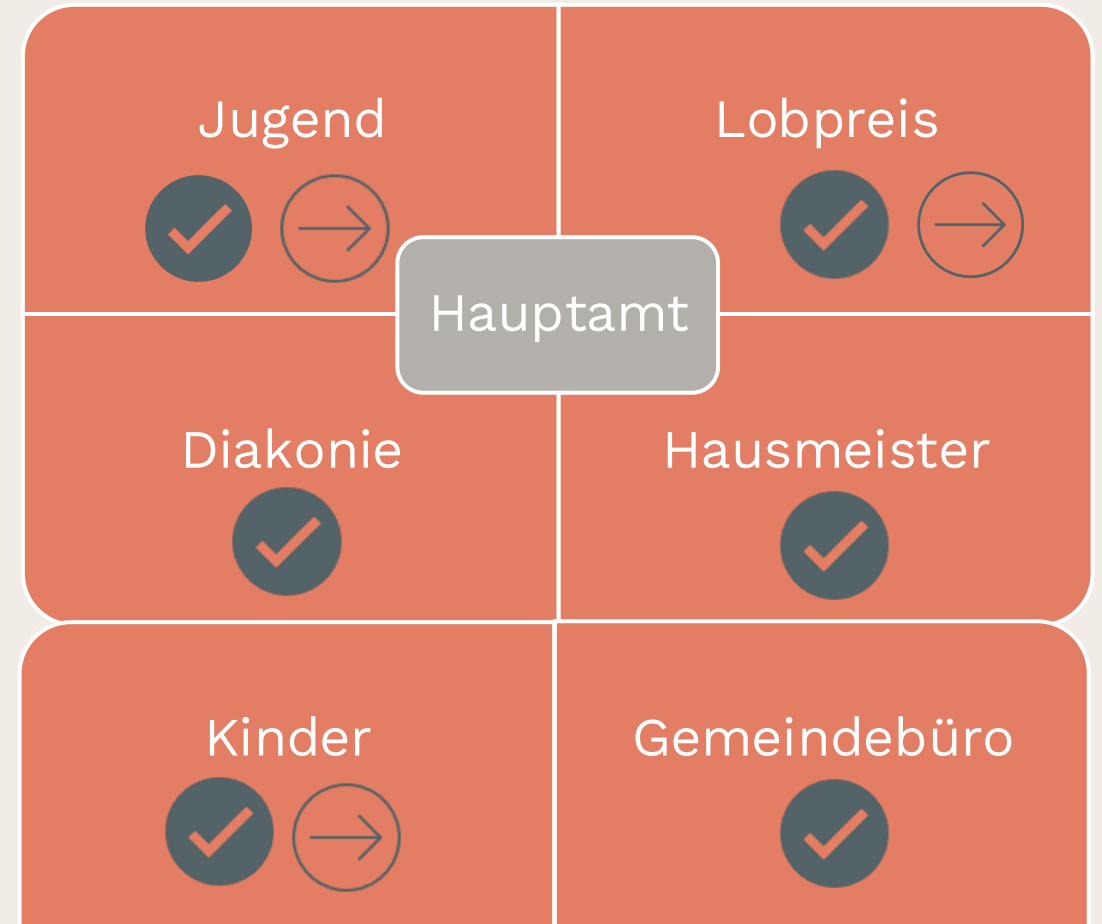 Jugend
Lobpreis
Hauptamt
Diakonie
Hausmeister
Kinder
Gemeindebüro